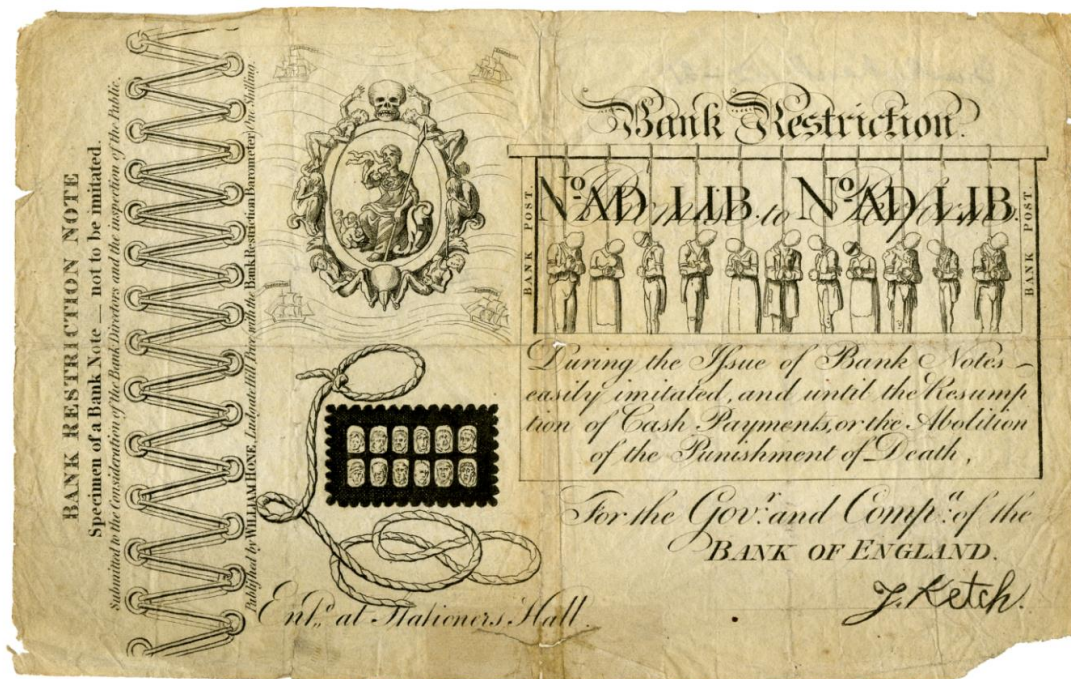 BANK RESTRICTION NOTE
Specimen of a Bank Note — not to be imitated.
Submitted to the Consideration of the Bank Directors and the inspection of the Public.
Published by WILLIAM HONE, Ludgate Hill Price with the Bank Restriction Barometer One Shilling.
Bank Restriction.
BANK POST
No. AD LIB. to No. AD LIB.
BANK POST
During the Issue of Bank Notes
easily imitated, and until the Resump
tion of Cash Payments, or the Abolition
of the Punishment of Death,
For the Govr. and Compa. of the
BANK OF ENGLAND.
J. Ketch.
Entd. at Stationers Hall.